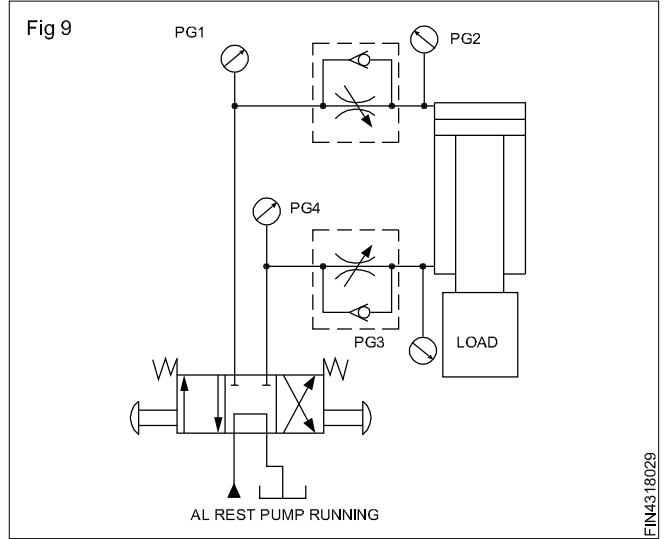 Fig 9
PG1
PG2
PG4
PG3
LOAD
AL REST PUMP RUNNING
FIN4318029